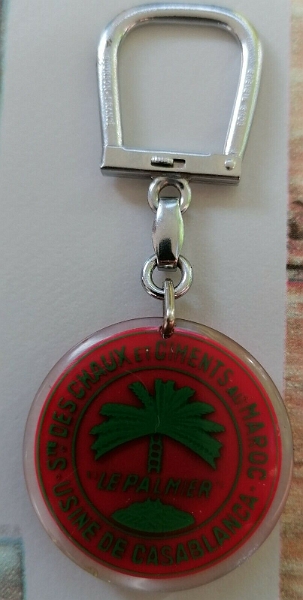 Sté DES CHAUX ET CIMENTS DU MAROC
LE PALMIER
USINE DE CASABLANCA